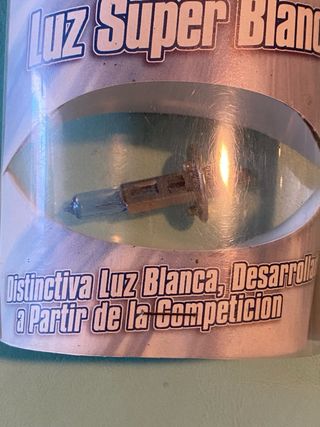 Luz Super Blanc
Distinctiva Luz Blanca, Desarrolla
a Partir de la Competicion